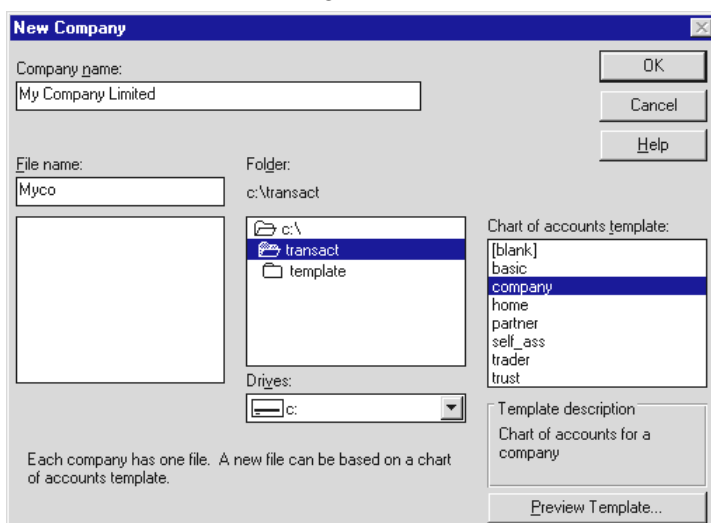 New Company
Company name:
My Company Limited
OK
Cancel
Help
File name:
Myco
Folder:
c:\transact
c:\
transact
template
Drives:
c:
Chart of accounts template:
[blank]
basic
company
home
partner
self_ass
trader
trust
Template description
Chart of accounts for a
company
Each company has one file. A new file can be based on a chart
of accounts template.
Preview Template...